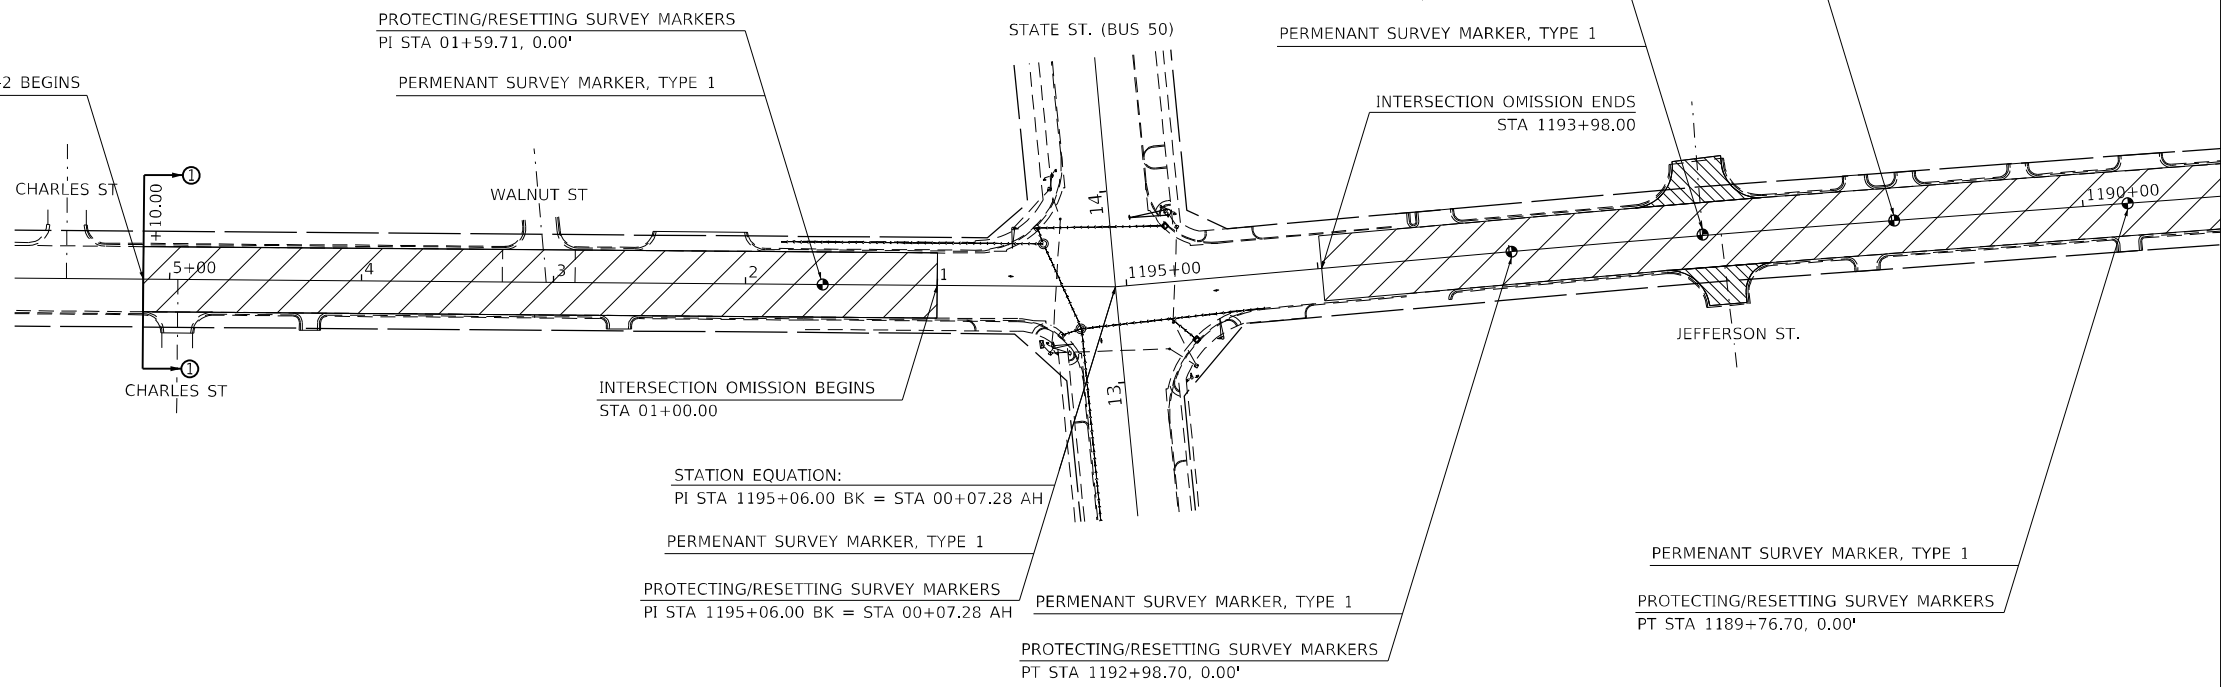 PROTECTING/RESETTING SURVEY MARKERS
PI STA 01+59.71, 0.00'
PERMENANT SURVEY MARKER, TYPE 1
-2 BEGINS
STATE ST. (BUS 50)
PERMENANT SURVEY MARKER, TYPE 1
INTERSECTION OMISSION ENDS
STA 1193+98.00
CHARLES ST
+10.00
1
WALNUT ST
14
1190+00
5+00
4
3
2
1
1195+00
JEFFERSON ST.
1
CHARLES ST
13
INTERSECTION OMISSION BEGINS
STA 01+00.00
STATION EQUATION:
PI STA 1195+06.00 BK = STA 00+07.28 AH
PERMENANT SURVEY MARKER, TYPE 1
PROTECTING/RESETTING SURVEY MARKERS
PI STA 1195+06.00 BK = STA 00+07.28 AH
PERMENANT SURVEY MARKER, TYPE 1
PROTECTING/RESETTING SURVEY MARKERS
PT STA 1192+98.70, 0.00'
PERMENANT SURVEY MARKER, TYPE 1
PROTECTING/RESETTING SURVEY MARKERS
PT STA 1189+76.70, 0.00'